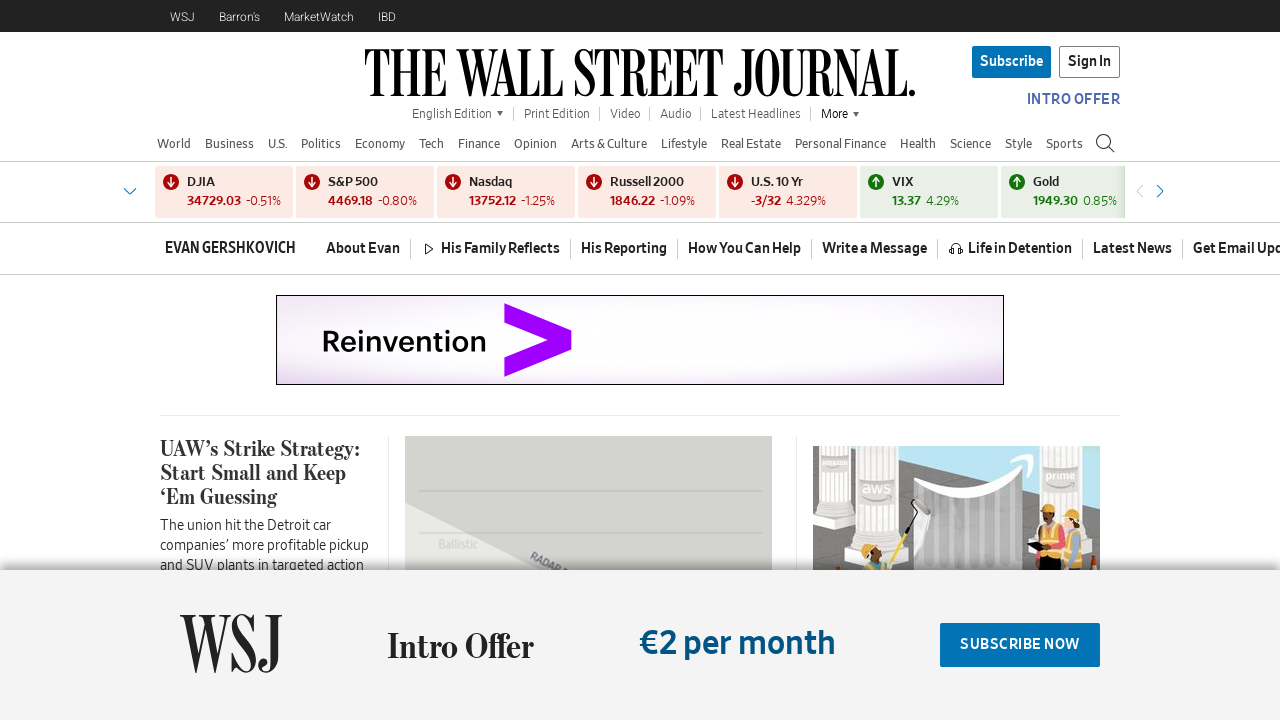 WSJ Barron's MarketWatch IBD
THE WALL STREET JOURNAL.
Subscribe Sign In
INTRO OFFER
English Edition Print Edition Video Audio Latest Headlines More
World Business U.S. Politics Economy Tech Finance Opinion Arts & Culture Lifestyle Real Estate Personal Finance Health Science Style Sports
DJIA S&P 500 Nasdaq Russell 2000 U.S. 10 Yr VIX Gold
34729.03 -0.51% 4469.18 -0.80% 13752.12 -1.25% 1846.22 -1.09% -3/32 4.329% 13.37 4.29% 1949.30 0.85%
EVAN GERSHKOVICH About Evan His Family Reflects His Reporting How You Can Help Write a Message Life in Detention Latest News Get Email Upd
Reinvention
UAW's Strike Strategy:
Start Small and Keep
'Em Guessing
The union hit the Detroit car
companies' more profitable pickup
and SUV plants in targeted action
Ballistic
RADAR
amazon
aws
prime
WSJ Intro Offer €2 per month SUBSCRIBE NOW